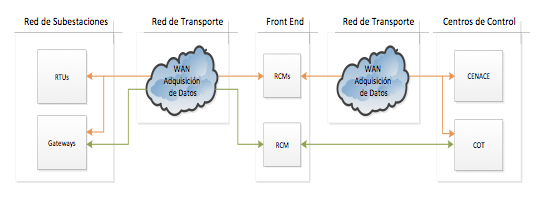 Red de Subestaciones
Red de Transporte
Front End
Red de Transporte
Centros de Control
RTUs
WAN
Adquisición
de Datos
RCMs
WAN
Adquisición
de Datos
CENACE
Gateways
RCM
COT